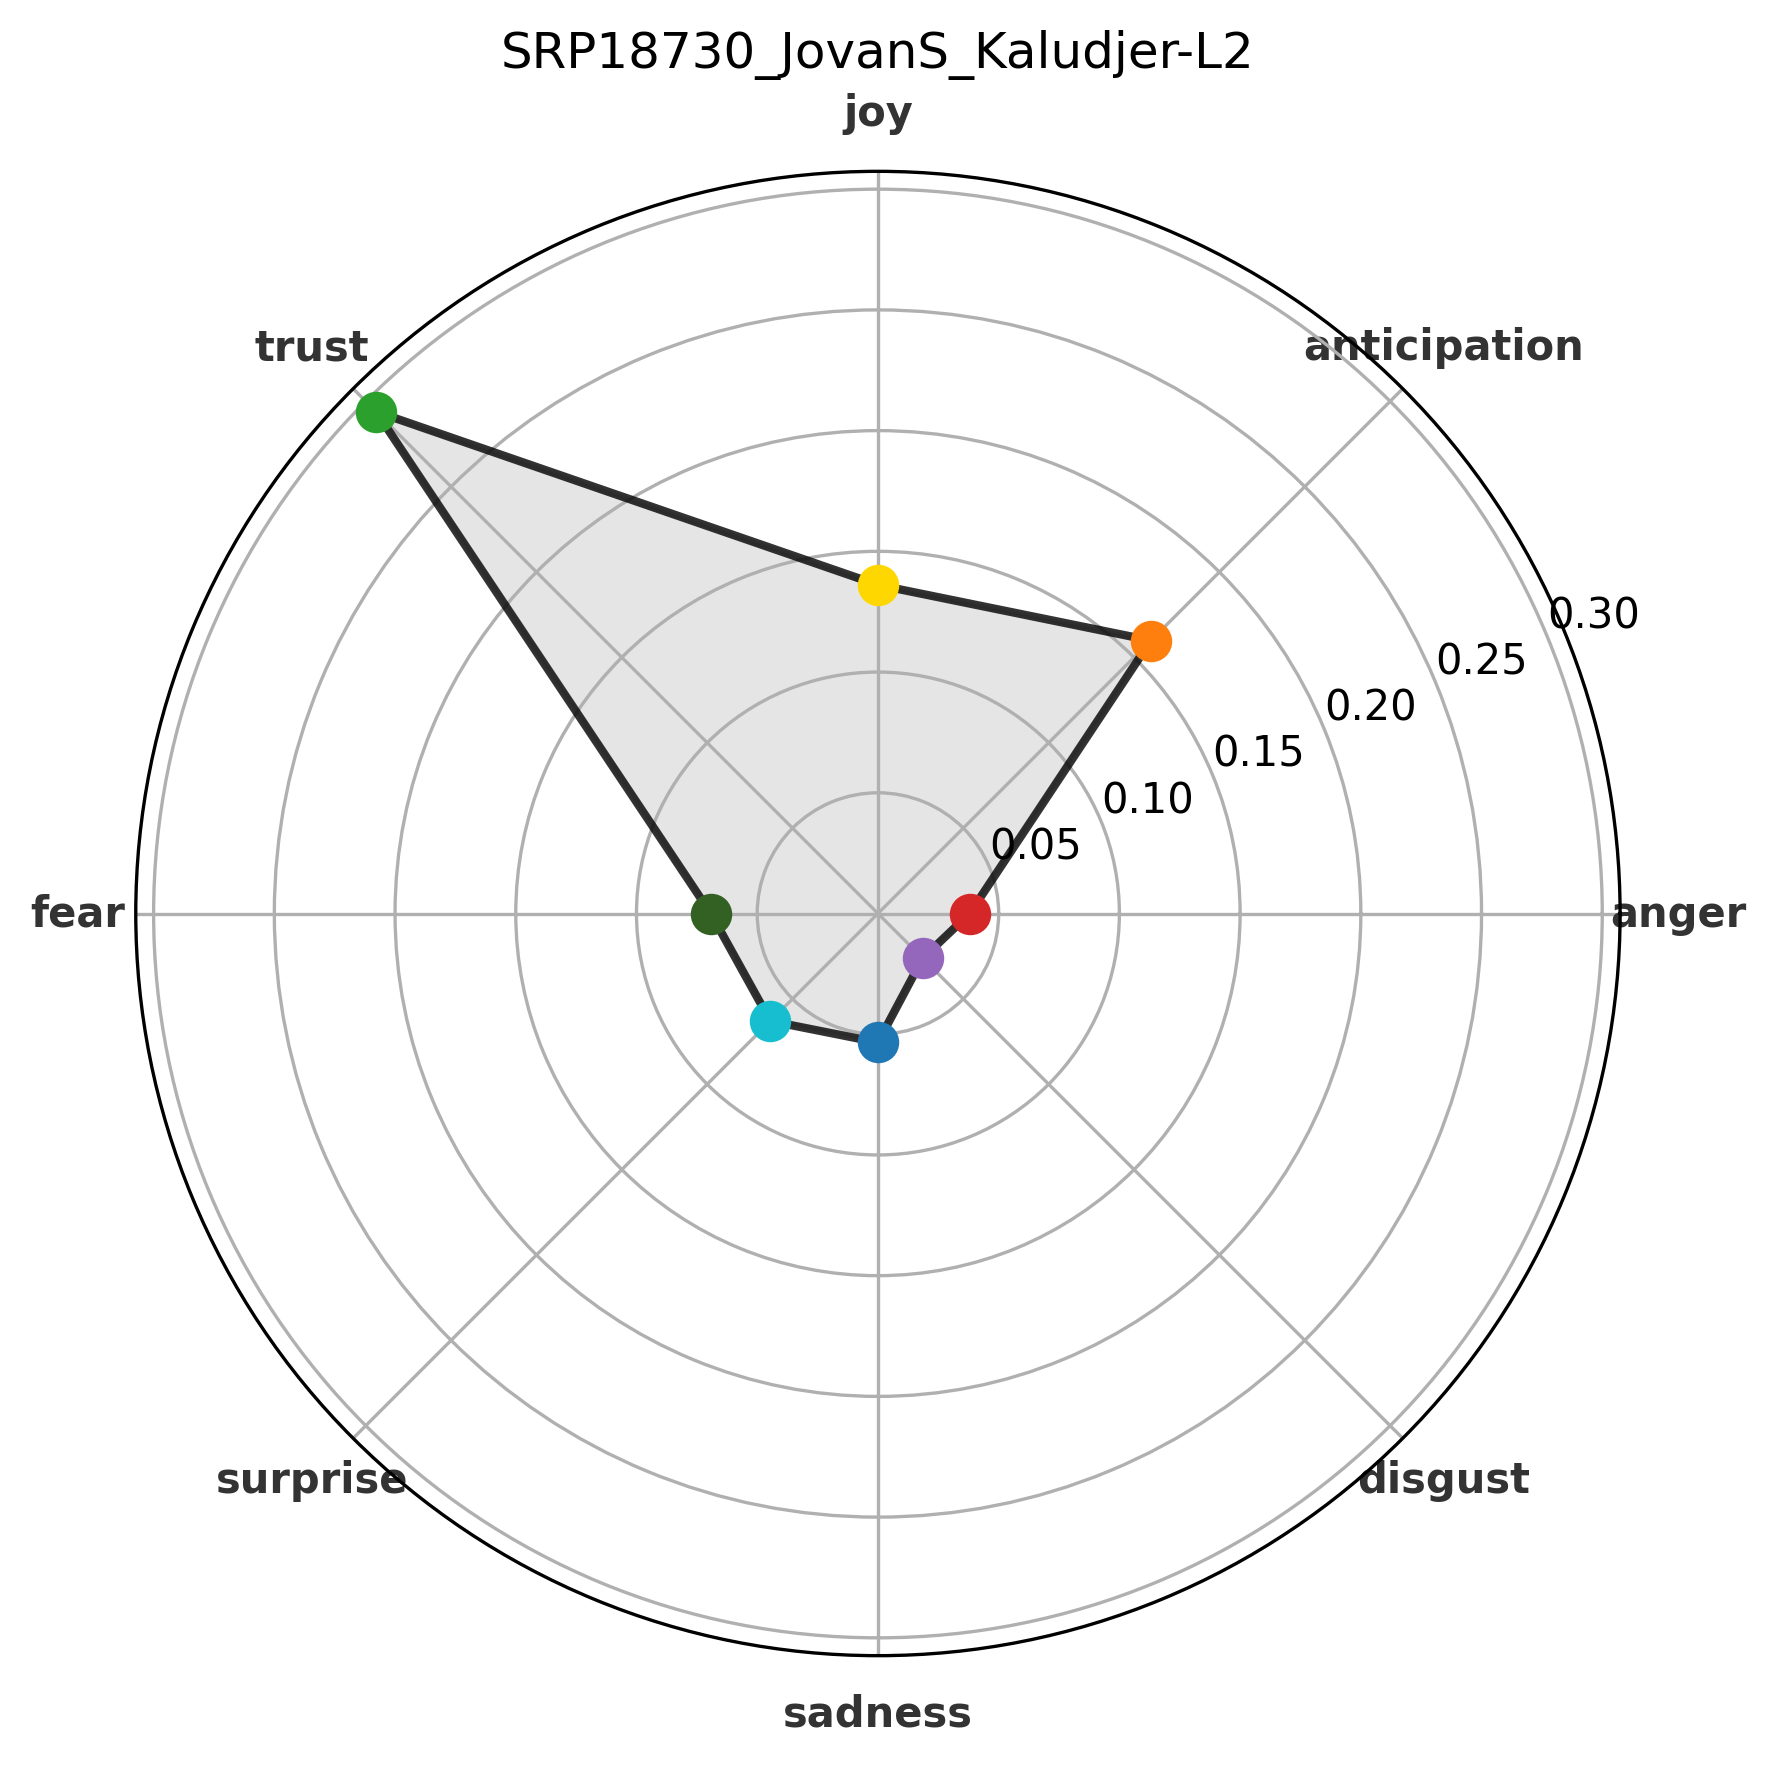 SRP18730_JovanS_Kaludjer-L2
joy
trust
anticipation
0.30
0.25
0.20
0.15
0.10
0.05
fear
anger
surprise
disgust
sadness